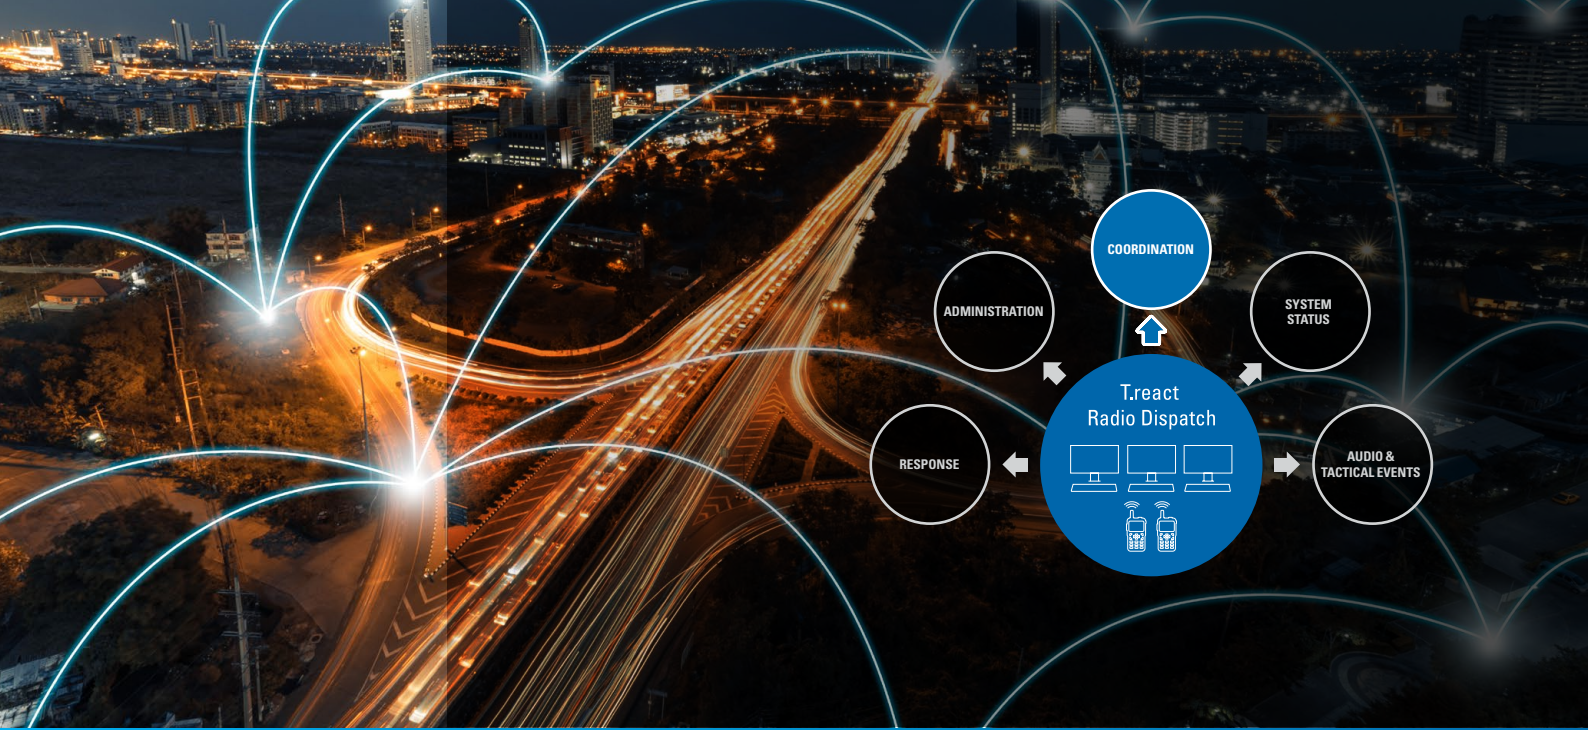 COORDINATION
ADMINISTRATION
SYSTEM
STATUS
T.react
Radio Dispatch
RESPONSE
AUDIO &
TACTICAL EVENTS